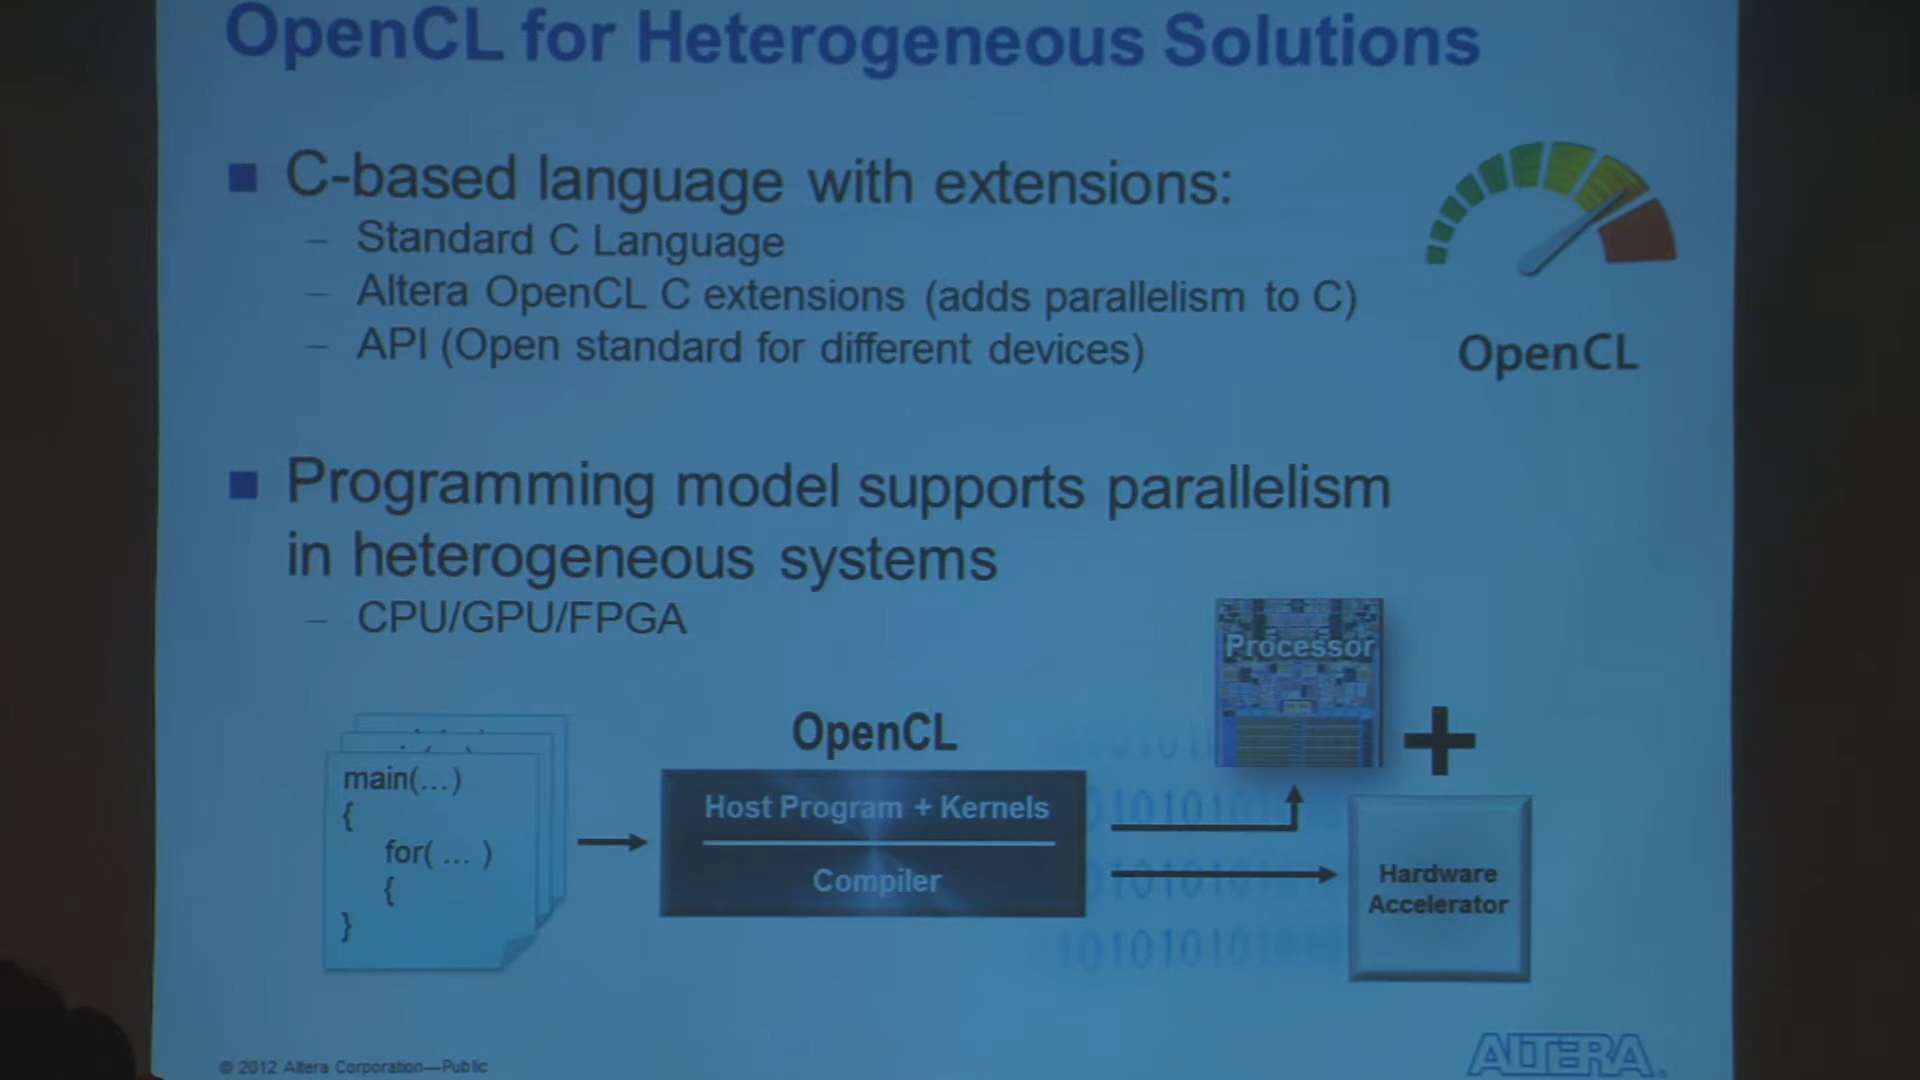 OpenCL for Heterogeneous Solutions
C-based language with extensions:
– Standard C Language
– Altera OpenCL C extensions (adds parallelism to C)
– API (Open standard for different devices)
OpenCL
Programming model supports parallelism
in heterogeneous systems
– CPU/GPU/FPGA
main(...)
{
for( ... )
{
}
OpenCL
Host Program + Kernels
Compiler
Processor
+
Hardware
Accelerator
© 2012 Altera Corporation—Public
ALTERA